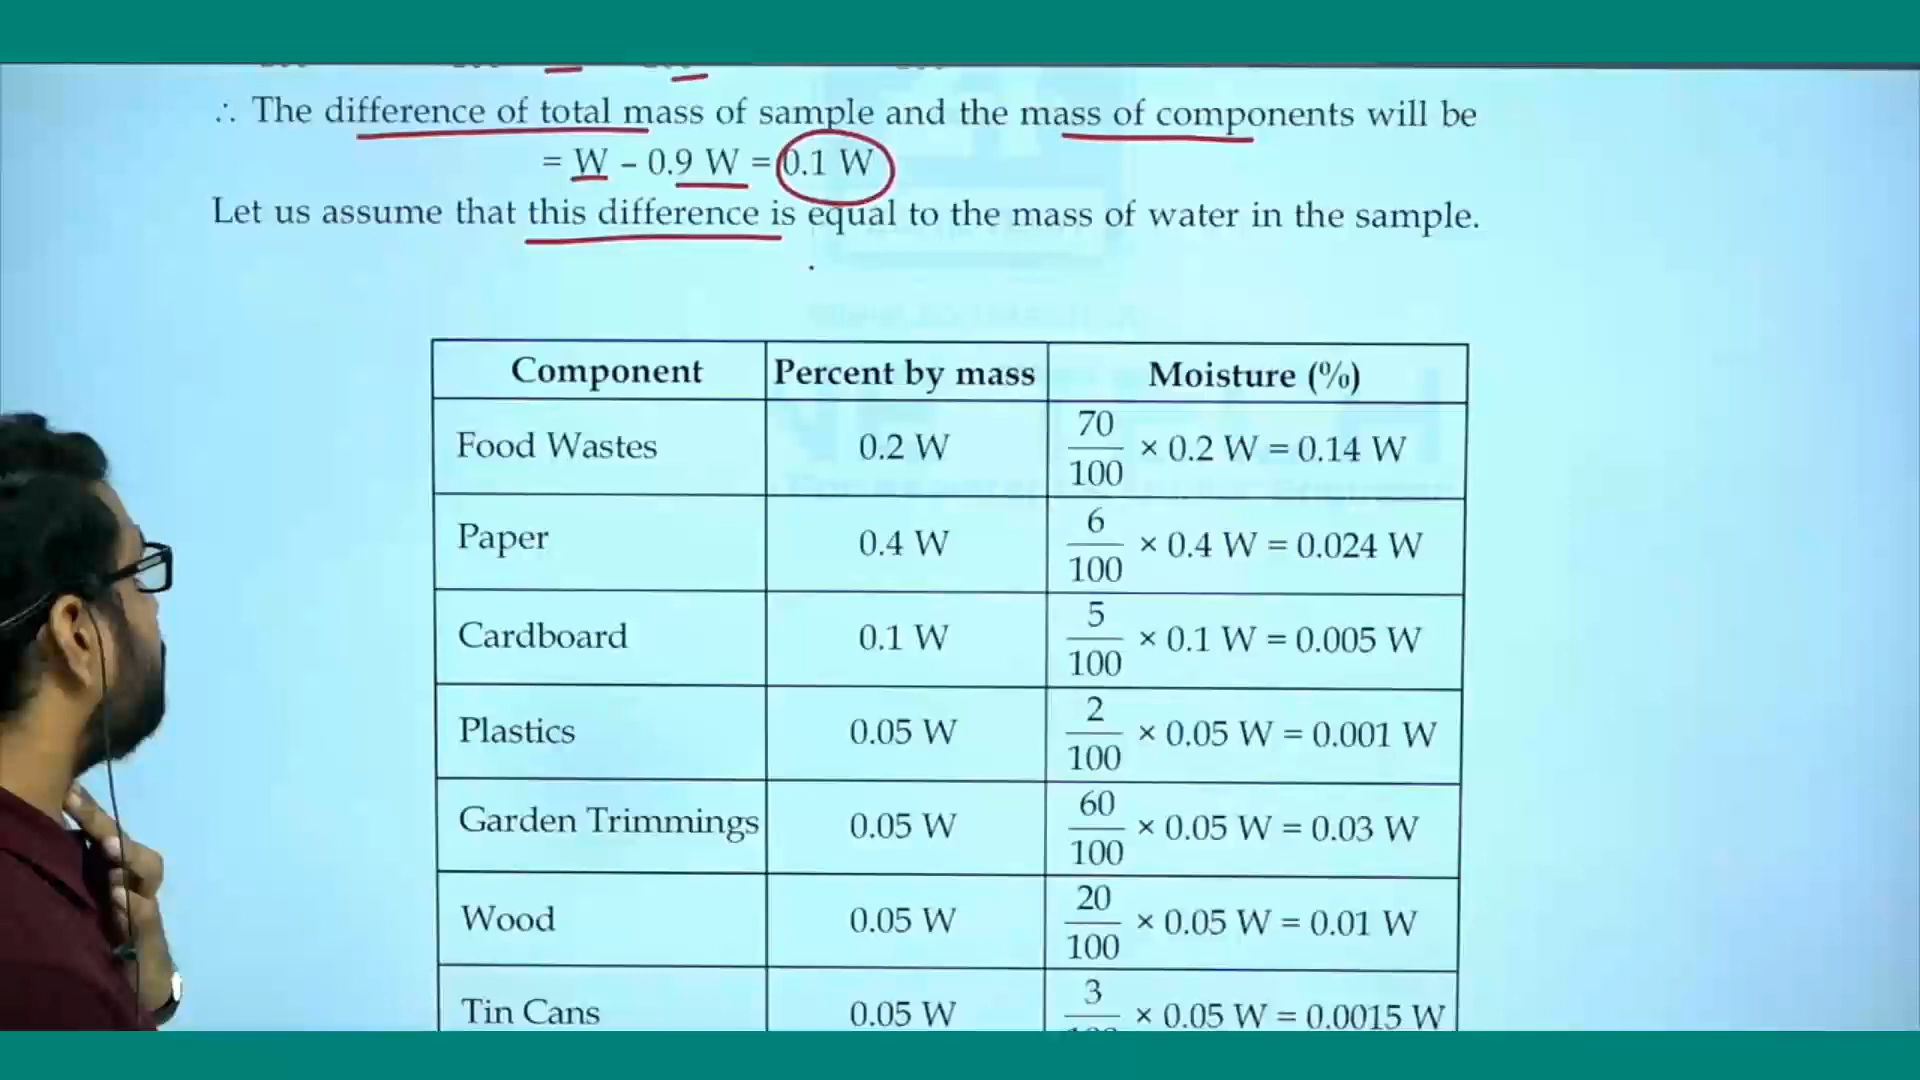 ∴ The difference of total mass of sample and the mass of components will be
= W – 0.9 W = 0.1 W
Let us assume that this difference is equal to the mass of water in the sample.
Component Percent by mass Moisture (%)
Food Wastes 0.2 W 70/100 × 0.2 W = 0.14 W
Paper 0.4 W 6/100 × 0.4 W = 0.024 W
Cardboard 0.1 W 5/100 × 0.1 W = 0.005 W
Plastics 0.05 W 2/100 × 0.05 W = 0.001 W
Garden Trimmings 0.05 W 60/100 × 0.05 W = 0.03 W
Wood 0.05 W 20/100 × 0.05 W = 0.01 W
Tin Cans 0.05 W 3 × 0.05 W = 0.0015 W